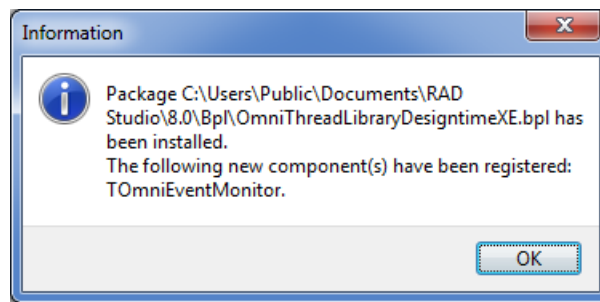 Information
Package C:\Users\Public\Documents\RAD
Studio\8.0\Bpl\OmniThreadLibraryDesigntimeXE.bpl has
been installed.
The following new component(s) have been registered:
TOmniEventMonitor.
OK